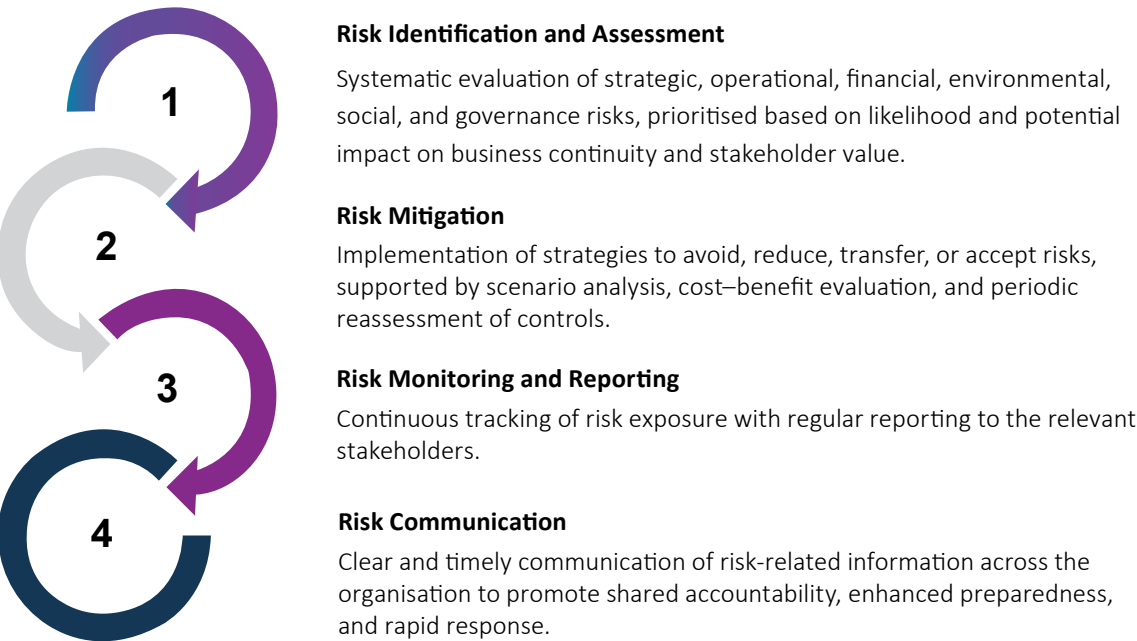 1
Risk Identification and Assessment
Systematic evaluation of strategic, operational, financial, environmental,
social, and governance risks, prioritised based on likelihood and potential
impact on business continuity and stakeholder value.
2
Risk Mitigation
Implementation of strategies to avoid, reduce, transfer, or accept risks,
supported by scenario analysis, cost–benefit evaluation, and periodic
reassessment of controls.
3
Risk Monitoring and Reporting
Continuous tracking of risk exposure with regular reporting to the relevant
stakeholders.
4
Risk Communication
Clear and timely communication of risk-related information across the
organisation to promote shared accountability, enhanced preparedness,
and rapid response.